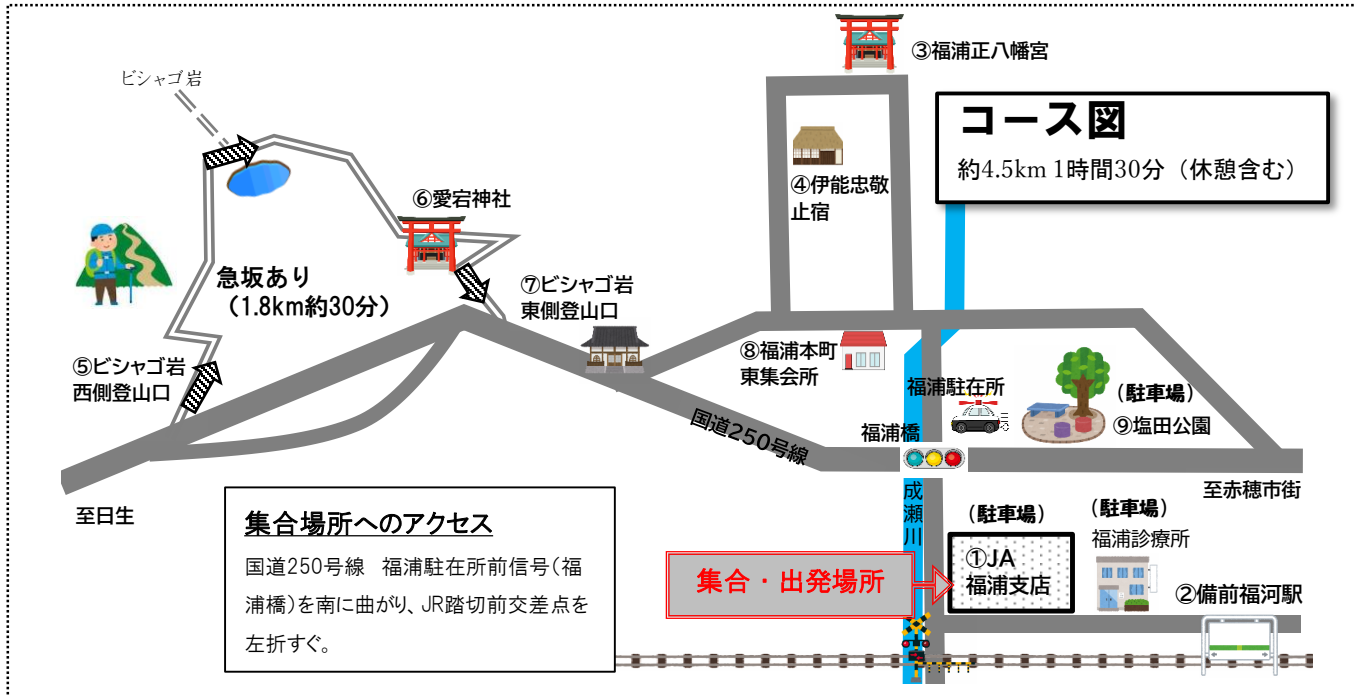 ③福浦正八幡宮
ビシャゴ岩
コース図
約4.5km 1時間30分（休憩含む）
④伊能忠敬
止宿
⑥愛宕神社
急坂あり
（1.8km約30分）
⑦ビシャゴ岩
東側登山口
⑤ビシャゴ岩
西側登山口
⑧福浦本町
東集会所
福浦駐在所
（駐車場）
⑨塩田公園
国道250号線
福浦橋
至赤穂市街
至日生
成瀬川
集合場所へのアクセス
国道250号線　福浦駐在所前信号（福
浦橋）を南に曲がり、JR踏切前交差点を
左折すぐ。
集合・出発場所
（駐車場）
①JA
福浦支店
（駐車場）
福浦診療所
②備前福河駅